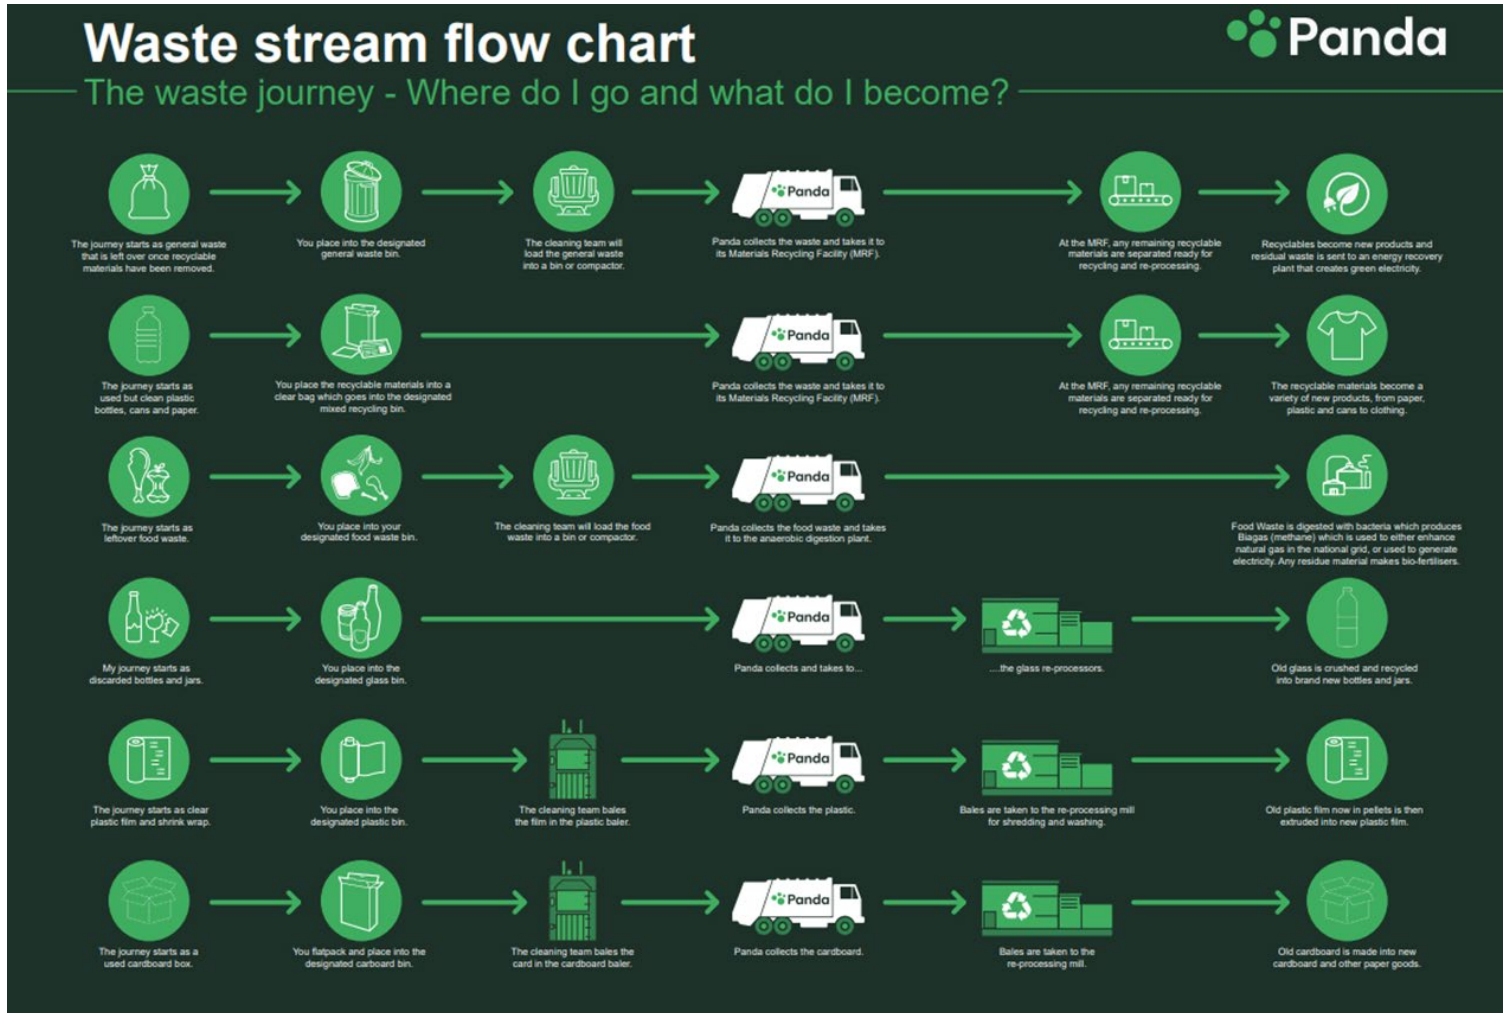 Waste stream flow chart
Panda
The waste journey - Where do I go and what do I become?
Panda
The journey starts as general waste
that is left over once recyclable
materials have been removed.
You place into the designated
general waste bin.
The cleaning team will
load the general waste
into a bin or compactor.
Panda collects the waste and takes it to
its Materials Recycling Facility (MRF).
At the MRF, any remaining recyclable
materials are separated ready for
recycling and re-processing.
Recyclables become new products and
residual waste is sent to an energy recovery
plant that creates green electricity.
Panda
The journey starts as
used but clean plastic
bottles, cans and paper.
You place the recyclable materials into a
clear bag which goes into the designated
mixed recycling bin.
Panda collects the waste and takes it to
its Materials Recycling Facility (MRF).
At the MRF, any remaining recyclable
materials are separated ready for
recycling and re-processing.
The recyclable materials become a
variety of new products, from paper,
plastic and cans to clothing.
Panda
The journey starts as
leftover food waste.
You place into your
designated food waste bin.
The cleaning team will load the food
waste into a bin or compactor.
Panda collects the food waste and takes
it to the anaerobic digestion plant.
Food Waste is digested with bacteria which produces
Biagas (methane) which is used to either enhance
natural gas in the national grid, or used to generate
electricity. Any residue material makes bio-fertilisers.
Panda
My journey starts as
discarded bottles and jars.
You place into the
designated glass bin.
Panda collects and takes to...
....the glass re-processors.
Old glass is crushed and recycled
into brand new bottles and jars.
Panda
The journey starts as clear
plastic film and shrink wrap.
You place into the
designated plastic bin.
The cleaning team bales
the film in the plastic baler.
Panda collects the plastic.
Bales are taken to the re-processing mill
for shredding and washing.
Old plastic film now in pellets is then
extruded into new plastic film.
Panda
The journey starts as a
used cardboard box.
You flatpack and place into the
designated carboard bin.
The cleaning team bales the
card in the cardboard baler.
Panda collects the cardboard.
Bales are taken to the
re-processing mill.
Old cardboard is made into new
cardboard and other paper goods.